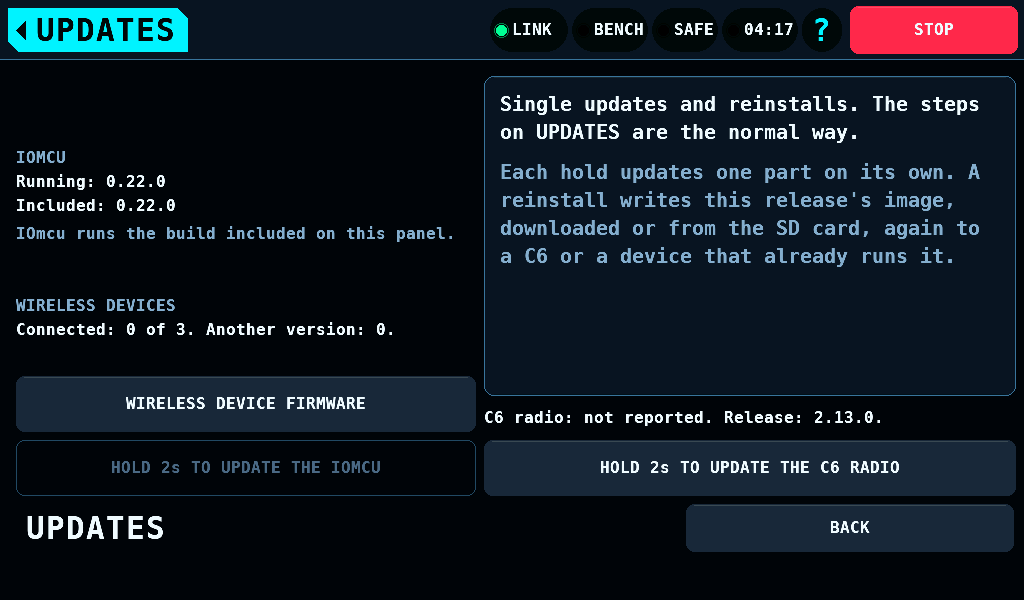 UPDATES
LINK
BENCH
SAFE
04:17
?
STOP
IOMCU
Running: 0.22.0
Included: 0.22.0
IOmcu runs the build included on this panel.
WIRELESS DEVICES
Connected: 0 of 3. Another version: 0.
WIRELESS DEVICE FIRMWARE
HOLD 2s TO UPDATE THE IOMCU
Single updates and reinstalls. The steps
on UPDATES are the normal way.
Each hold updates one part on its own. A
reinstall writes this release's image,
downloaded or from the SD card, again to
a C6 or a device that already runs it.
C6 radio: not reported. Release: 2.13.0.
HOLD 2s TO UPDATE THE C6 RADIO
UPDATES
BACK